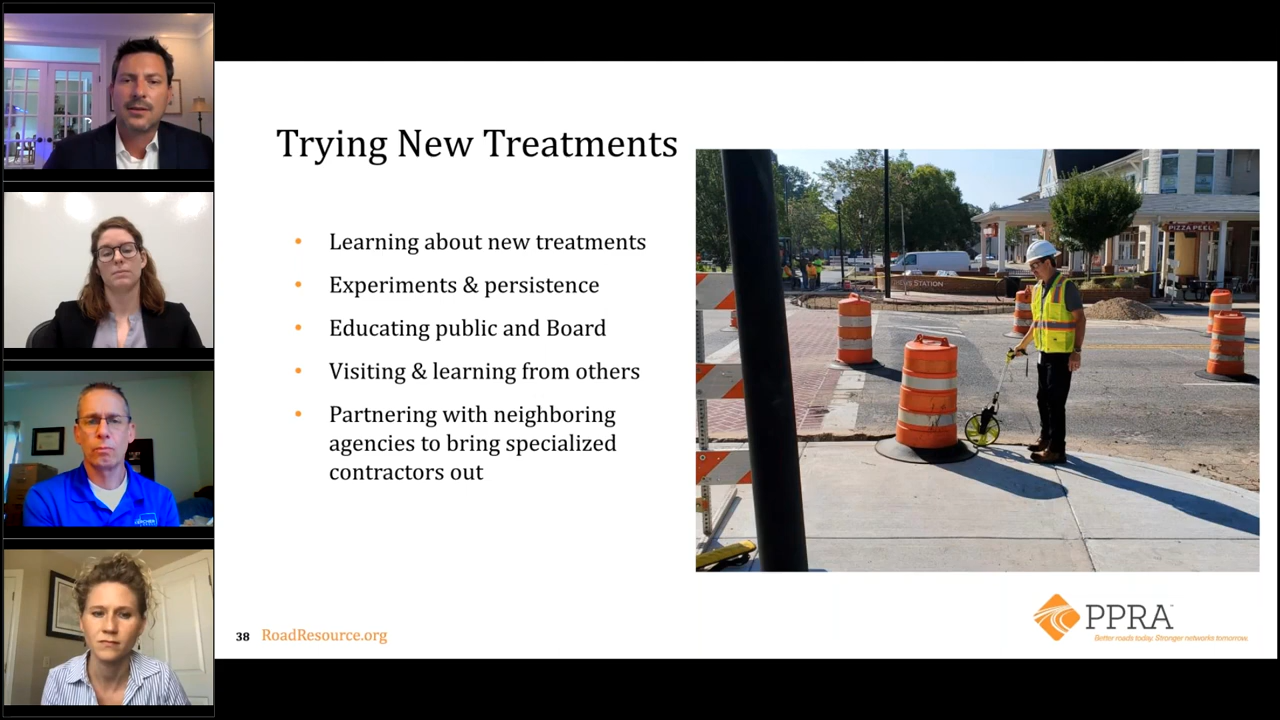 Trying New Treatments
• Learning about new treatments
• Experiments & persistence
• Educating public and Board
• Visiting & learning from others
• Partnering with neighboring
agencies to bring specialized
contractors out
PIZZA PEEL
STATION
38 RoadResource.org
PPRA
Better roads today. Stronger networks tomorrow.